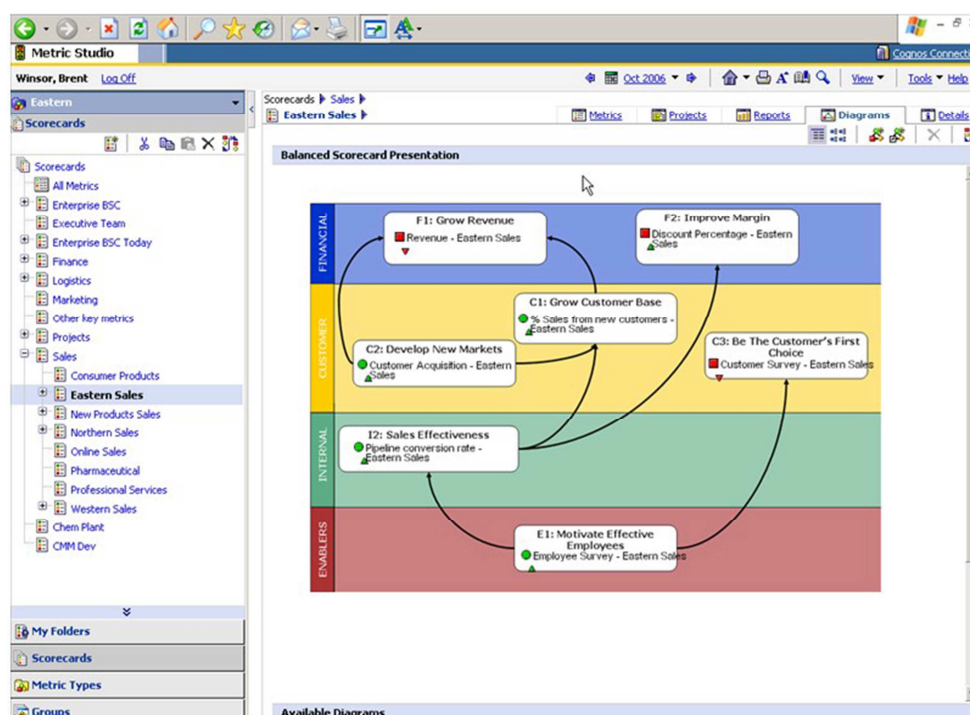 Metric Studio
Cognos Connecti
Winsor, Brent Log Off
Oct 2006
View Tools Help
Eastern
Scorecards
Scorecards
All Metrics
Enterprise BSC
Executive Team
Enterprise BSC Today
Finance
Logistics
Marketing
Other key metrics
Projects
Sales
Consumer Products
Eastern Sales
New Products Sales
Northern Sales
Online Sales
Pharmaceutical
Professional Services
Western Sales
Chem Plant
CMM Dev
My Folders
Scorecards
Metric Types
Groups
Scorecards Sales
Eastern Sales
Metrics Projects Reports Diagrams Details
Balanced Scorecard Presentation
FINANCIAL
F1: Grow Revenue
Revenue - Eastern Sales
F2: Improve Margin
Discount Percentage - Eastern
Sales
CUSTOMER
C1: Grow Customer Base
% Sales from new customers -
Eastern Sales
C2: Develop New Markets
Customer Acquisition - Eastern
Sales
C3: Be The Customer's First
Choice
Customer Survey - Eastern Sales
INTERNAL
I2: Sales Effectiveness
Pipeline conversion rate -
Eastern Sales
ENABLERS
E1: Motivate Effective
Employees
Employee Survey - Eastern Sales
Available Diagrams